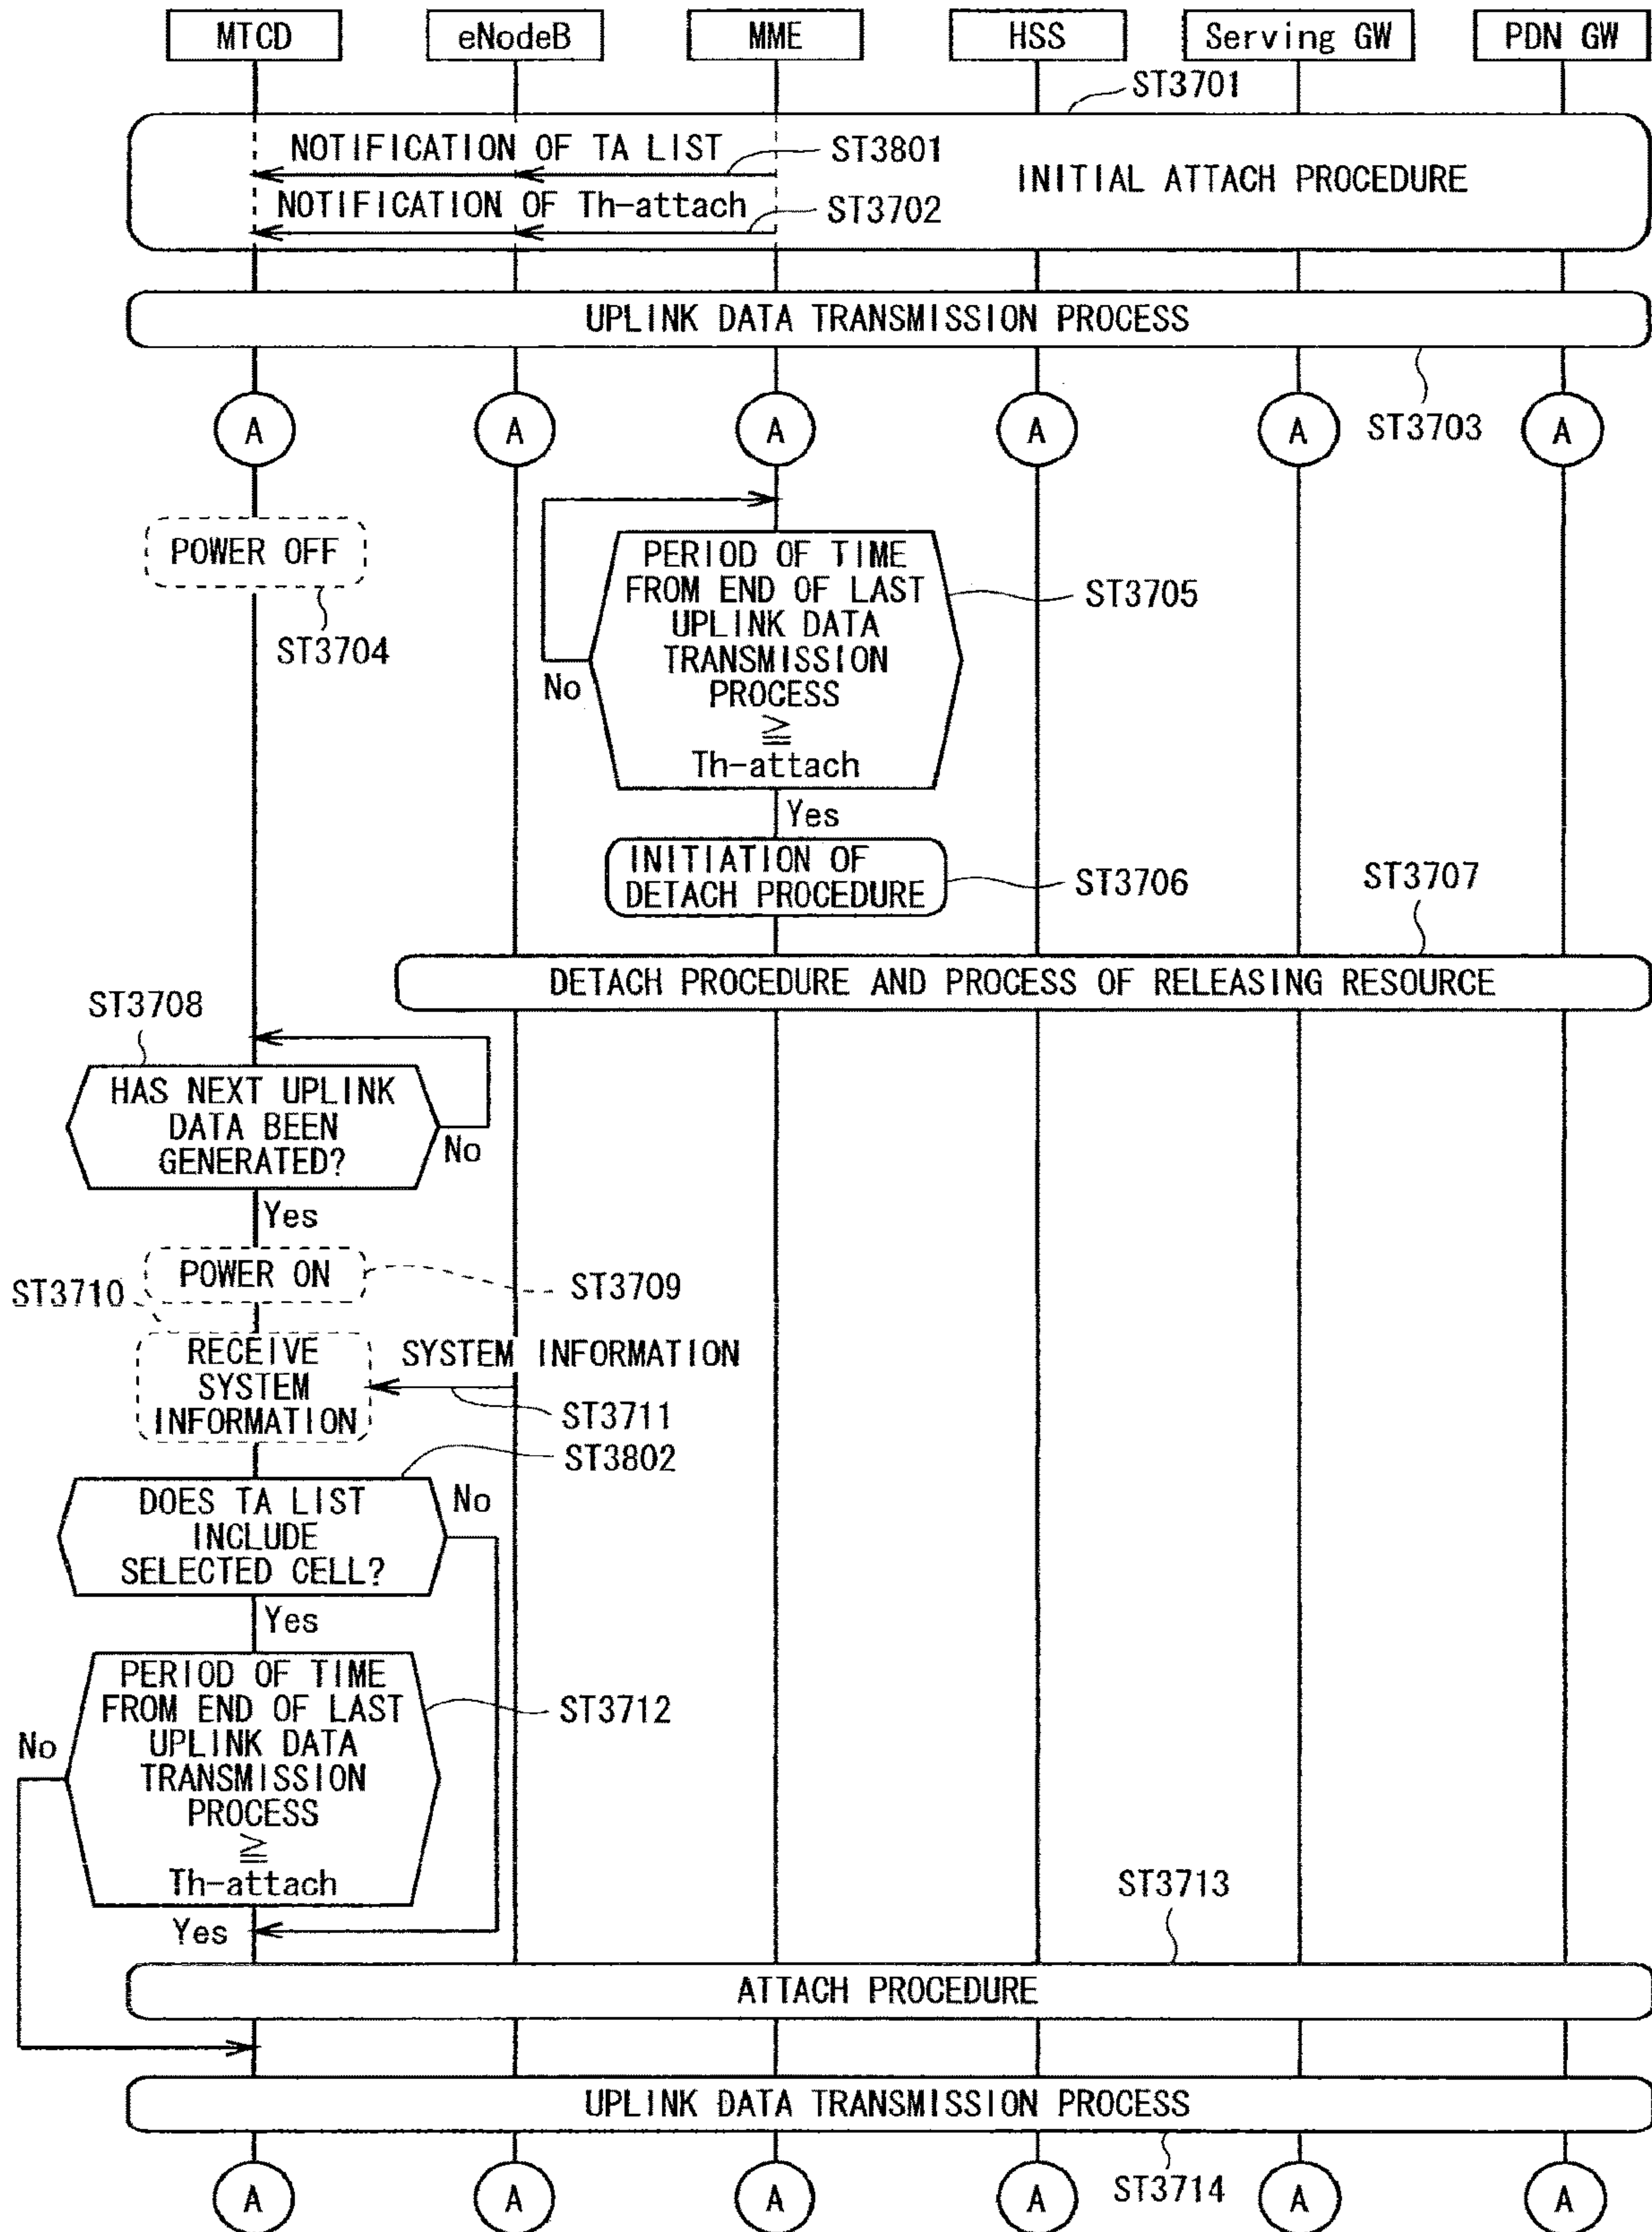 MTCD
eNodeB
MME
HSS
Serving GW
PDN GW
ST3701
NOTIFICATION OF TA LIST
ST3801
INITIAL ATTACH PROCEDURE
NOTIFICATION OF Th-attach
ST3702
UPLINK DATA TRANSMISSION PROCESS
ST3703
A
A
A
A
A
A
POWER OFF
ST3704
PERIOD OF TIME
FROM END OF LAST
UPLINK DATA
TRANSMISSION
PROCESS
≧
Th-attach
ST3705
No
Yes
INITIATION OF
DETACH PROCEDURE
ST3706
ST3707
DETACH PROCEDURE AND PROCESS OF RELEASING RESOURCE
ST3708
HAS NEXT UPLINK
DATA BEEN
GENERATED?
No
Yes
POWER ON
ST3709
ST3710
RECEIVE
SYSTEM
INFORMATION
SYSTEM INFORMATION
ST3711
ST3802
DOES TA LIST
INCLUDE
SELECTED CELL?
No
Yes
PERIOD OF TIME
FROM END OF LAST
UPLINK DATA
TRANSMISSION
PROCESS
≧
Th-attach
ST3712
No
Yes
ST3713
ATTACH PROCEDURE
UPLINK DATA TRANSMISSION PROCESS
ST3714
A
A
A
A
A
A